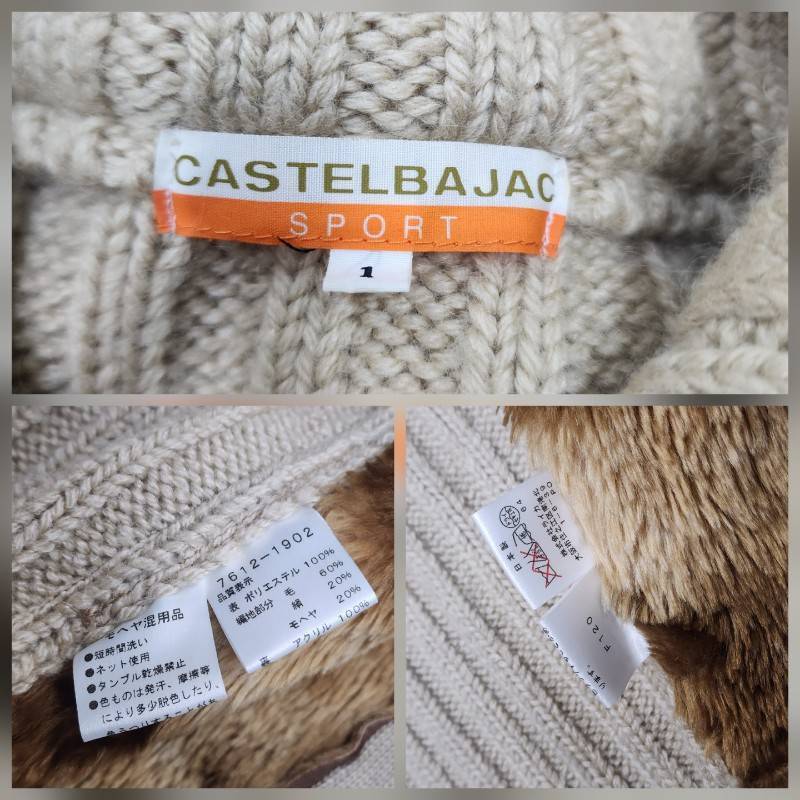 CASTELBAJAC
SPORT
1
モヘヤ混用品
●短時間洗い
●ネット使用
●タンブル乾燥禁止
●色ものは発汗、摩擦等
により多少脱色したり、
7612-1902
品質表示
表 ポリエステル 100%
編地部分 毛 60%
絹 20%
モヘヤ 20%
アクリル 100%
日本製
F120
ります。